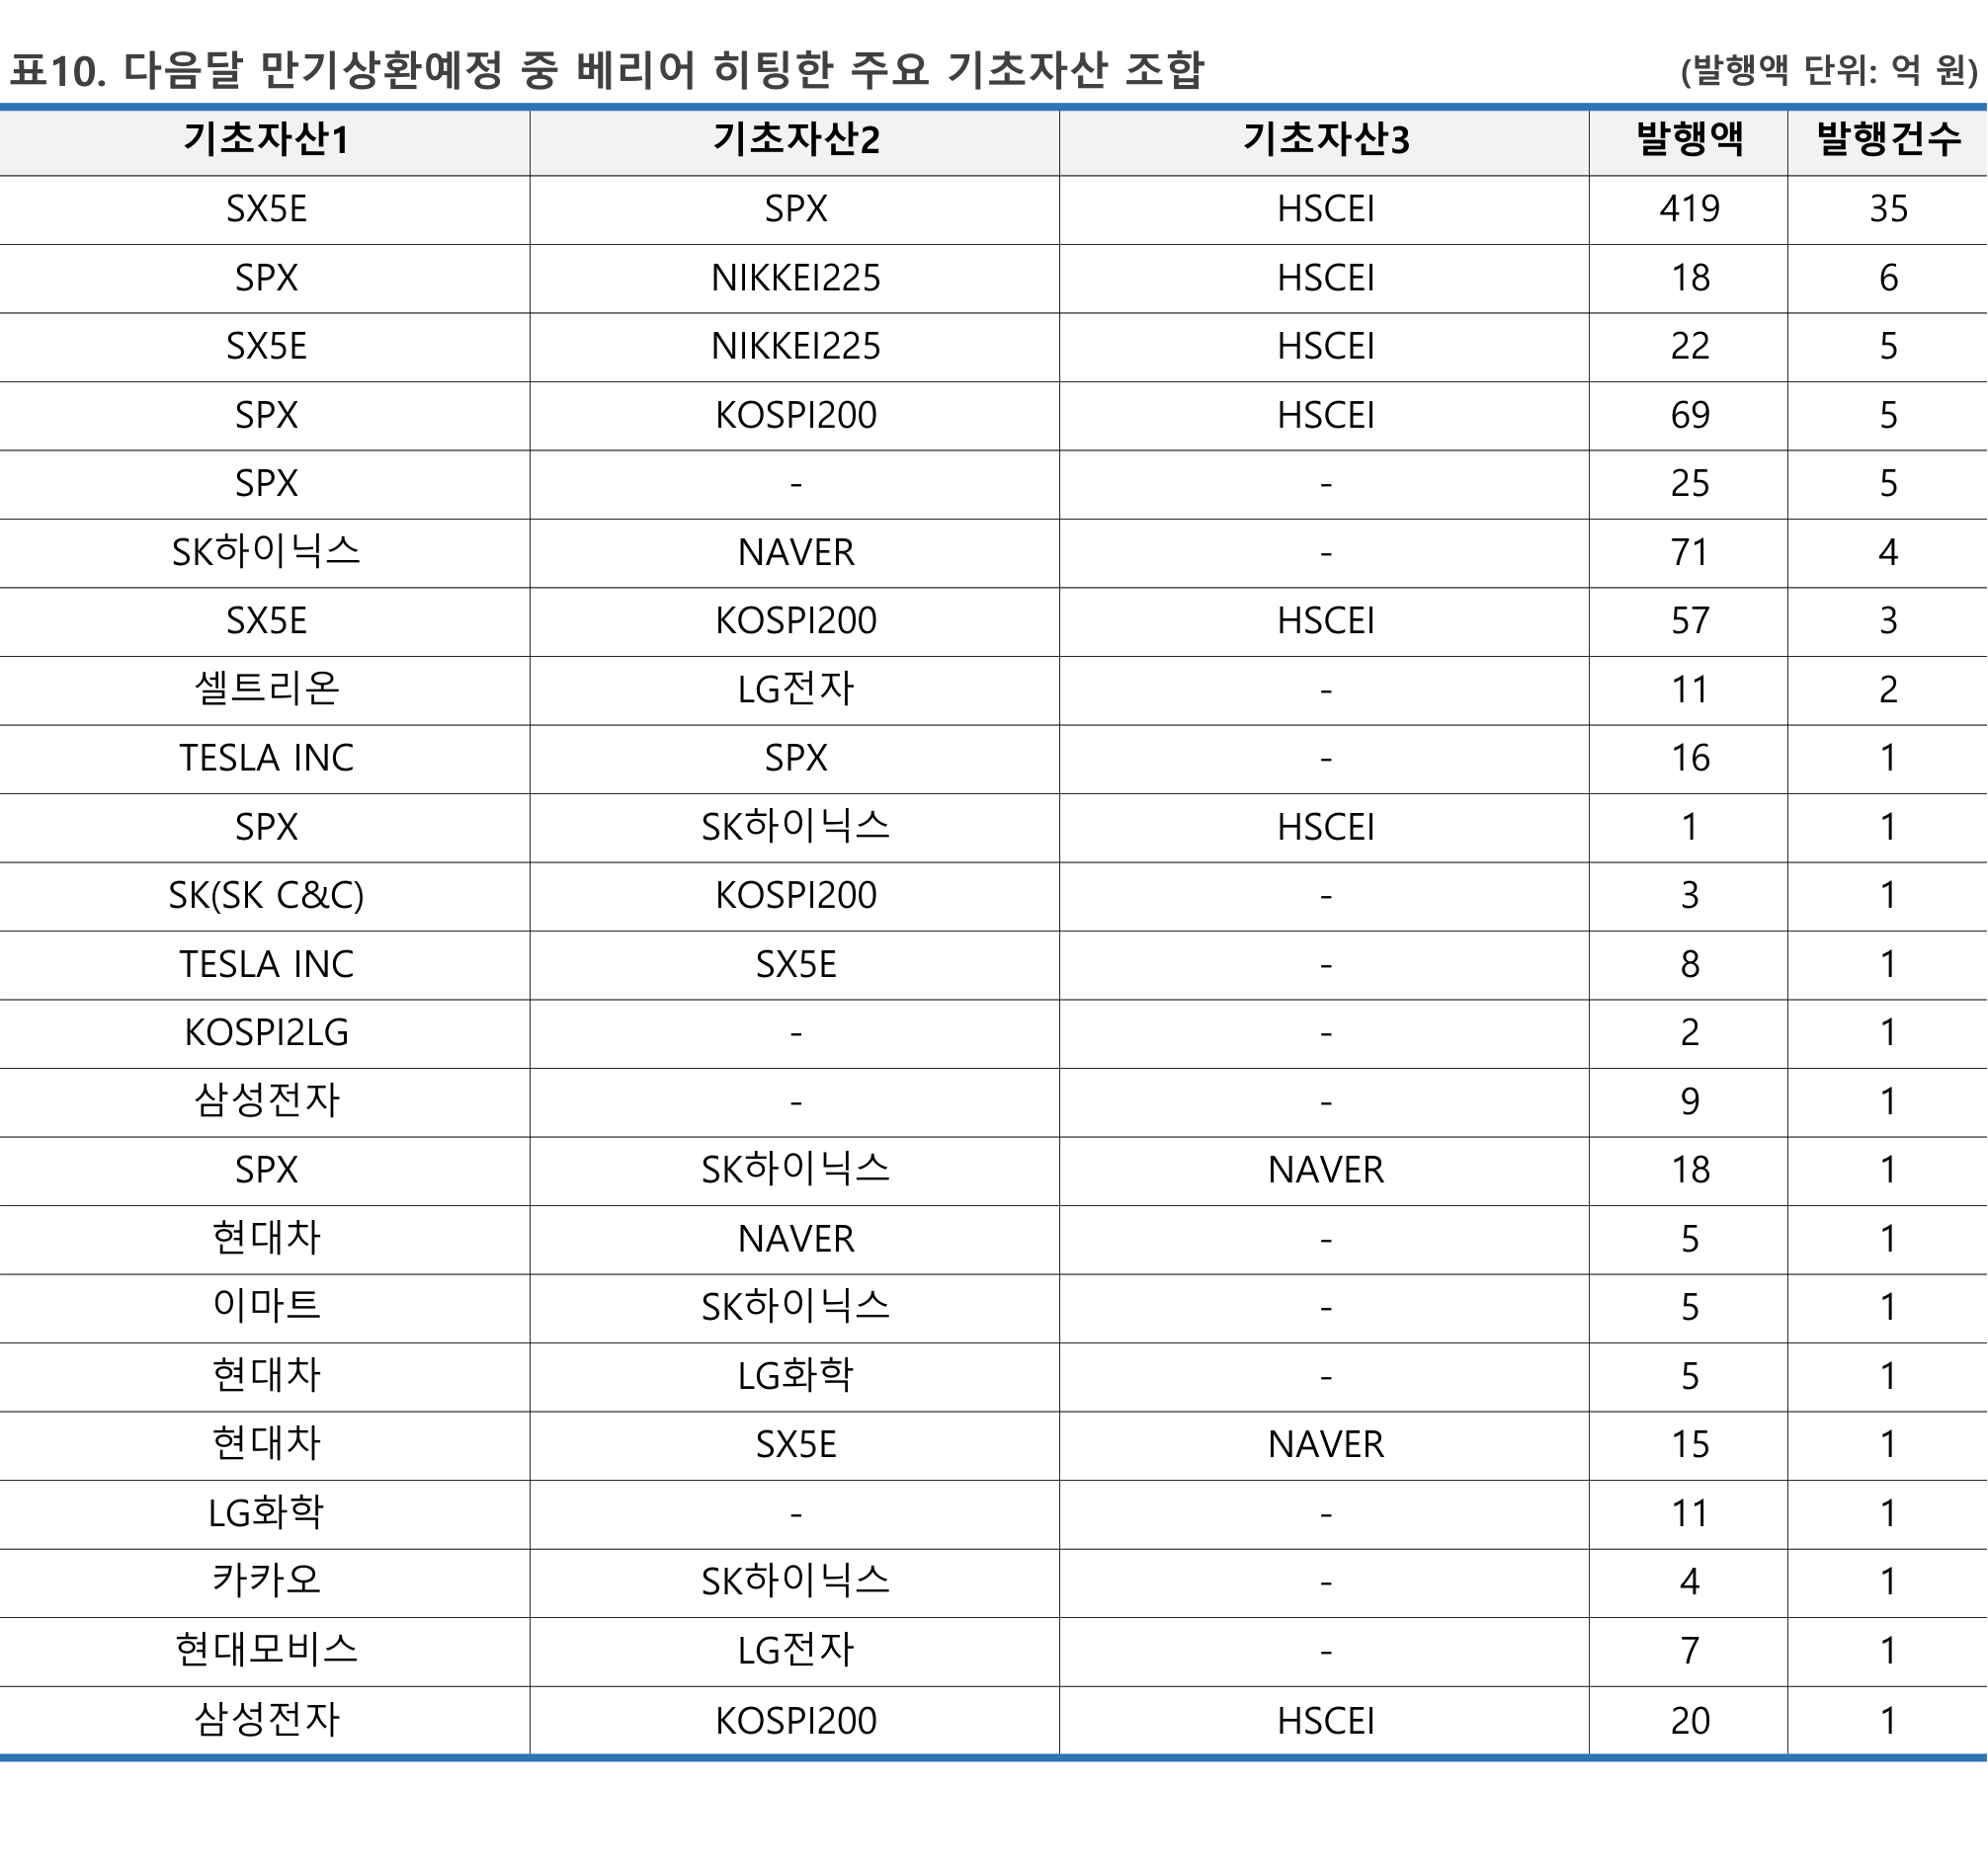 표10. 다음달 만기상환예정 중 베리어 히팅한 주요 기초자산 조합 (발행액 단위: 억 원)
기초자산1 기초자산2 기초자산3 발행액 발행건수
SX5E SPX HSCEI 419 35
SPX NIKKEI225 HSCEI 18 6
SX5E NIKKEI225 HSCEI 22 5
SPX KOSPI200 HSCEI 69 5
SPX - - 25 5
SK하이닉스 NAVER - 71 4
SX5E KOSPI200 HSCEI 57 3
셀트리온 LG전자 - 11 2
TESLA INC SPX - 16 1
SPX SK하이닉스 HSCEI 1 1
SK(SK C&C) KOSPI200 - 3 1
TESLA INC SX5E - 8 1
KOSPI2LG - - 2 1
삼성전자 - - 9 1
SPX SK하이닉스 NAVER 18 1
현대차 NAVER - 5 1
이마트 SK하이닉스 - 5 1
현대차 LG화학 - 5 1
현대차 SX5E NAVER 15 1
LG화학 - - 11 1
카카오 SK하이닉스 - 4 1
현대모비스 LG전자 - 7 1
삼성전자 KOSPI200 HSCEI 20 1